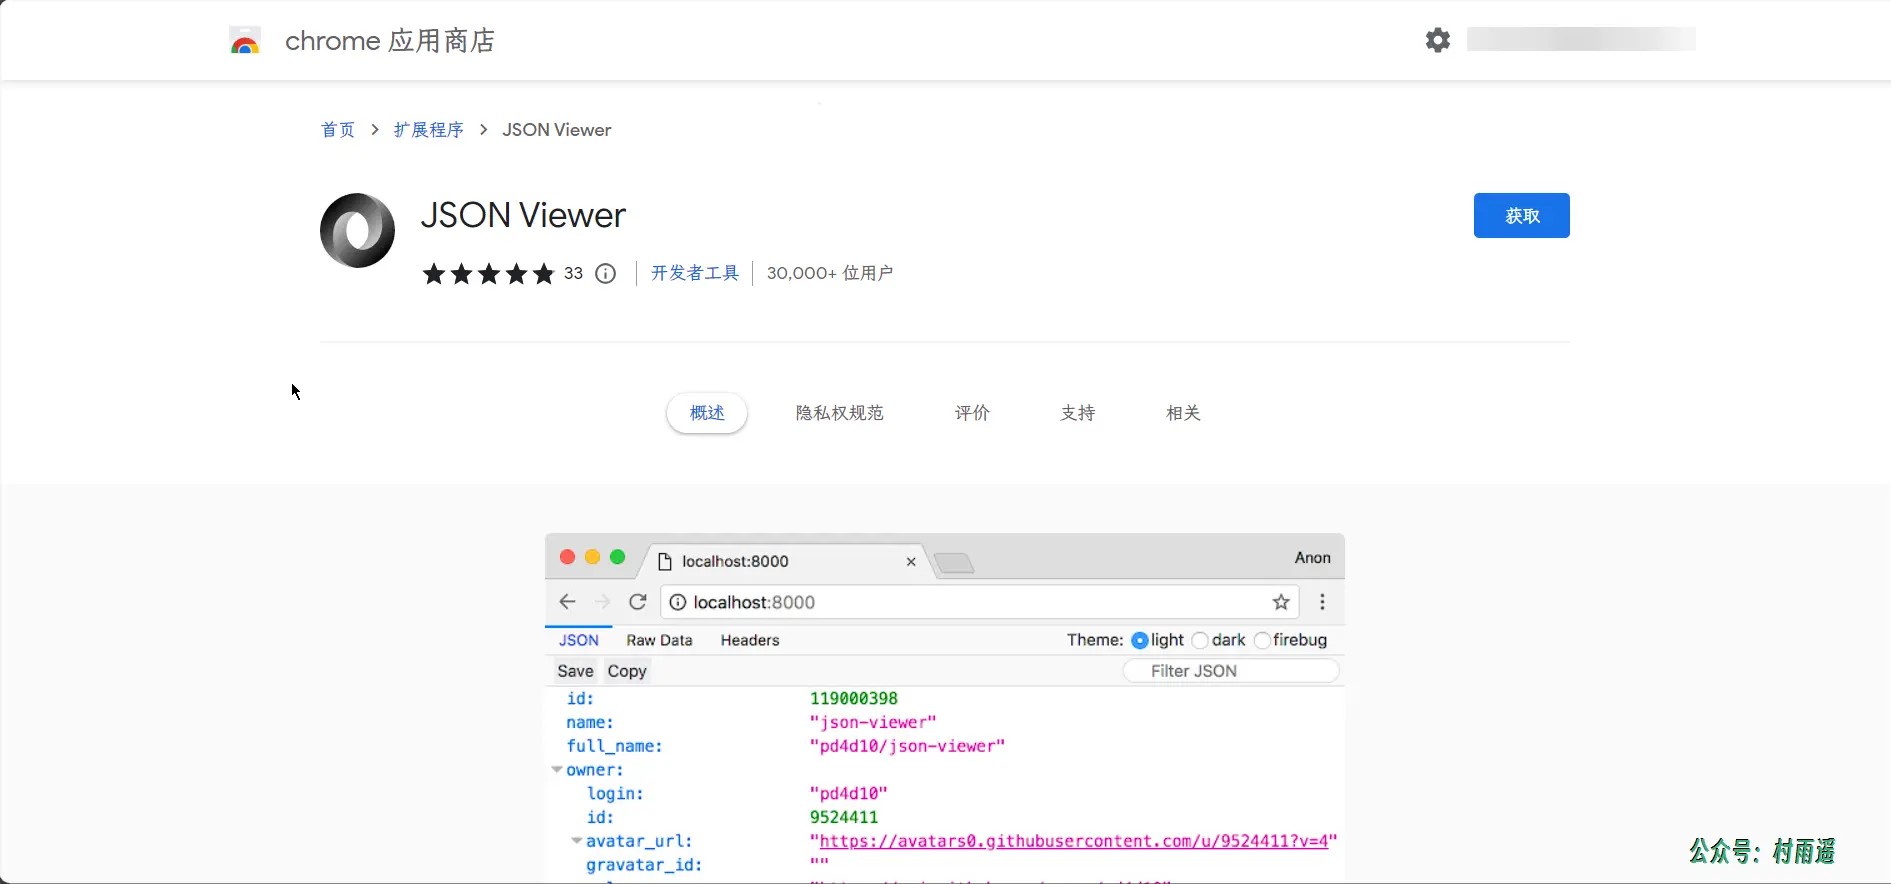 chrome 应用商店
首页 > 扩展程序 > JSON Viewer
JSON Viewer
获取
33 开发者工具 30,000+ 位用户
概述 隐私权规范 评价 支持 相关
localhost:8000 × Anon
localhost:8000
JSON Raw Data Headers Theme: light dark firebug
Save Copy Filter JSON
id: 119000398
name: "json-viewer"
full_name: "pd4d10/json-viewer"
owner:
login: "pd4d10"
id: 9524411
avatar_url: "https://avatars0.githubusercontent.com/u/9524411?v=4"
gravatar_id: ""
公众号：村雨遥